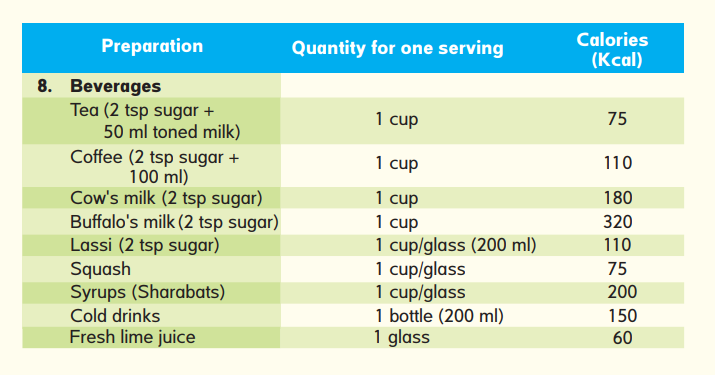 Preparation Quantity for one serving Calories (Kcal)
8. Beverages
Tea (2 tsp sugar +
50 ml toned milk) 1 cup 75
Coffee (2 tsp sugar +
100 ml) 1 cup 110
Cow's milk (2 tsp sugar) 1 cup 180
Buffalo's milk (2 tsp sugar) 1 cup 320
Lassi (2 tsp sugar) 1 cup/glass (200 ml) 110
Squash 1 cup/glass 75
Syrups (Sharabats) 1 cup/glass 200
Cold drinks 1 bottle (200 ml) 150
Fresh lime juice 1 glass 60